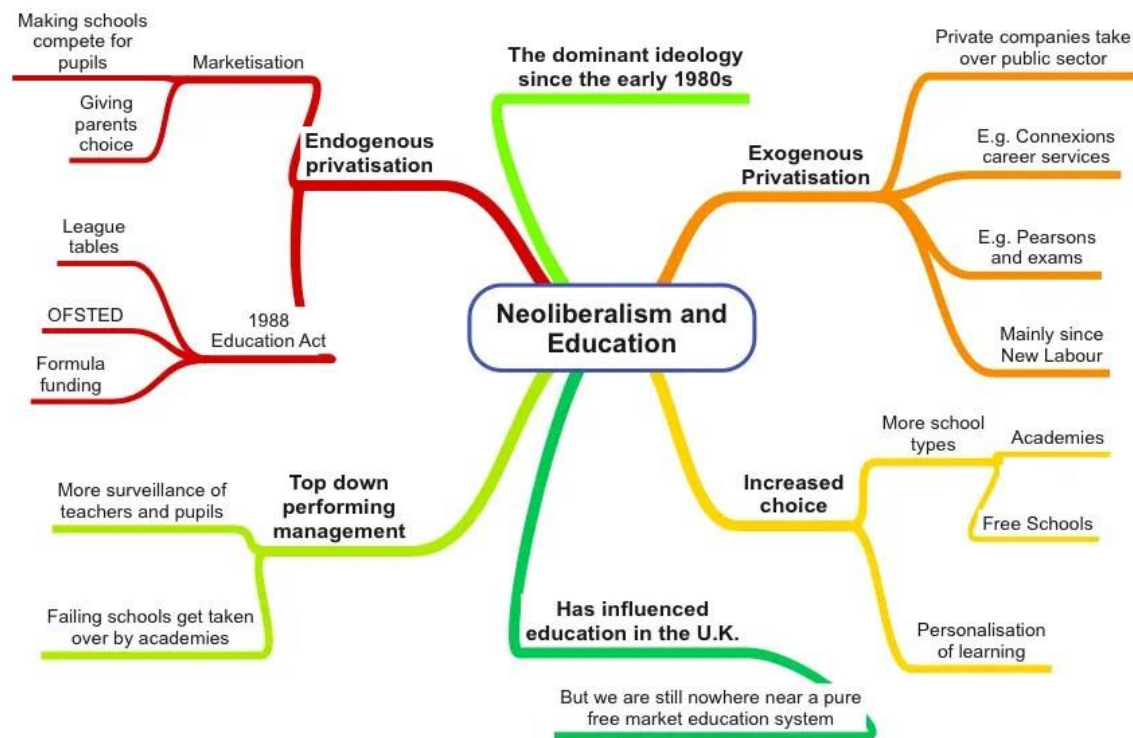 Neoliberalism and
Education
The dominant ideology
since the early 1980s
Exogenous
Privatisation
Private companies take
over public sector
E.g. Connexions
career services
E.g. Pearsons
and exams
Mainly since
New Labour
Increased
choice
More school
types
Academies
Free Schools
Personalisation
of learning
Has influenced
education in the U.K.
But we are still nowhere near a pure
free market education system
Top down
performing
management
More surveillance of
teachers and pupils
Failing schools get taken
over by academies
Endogenous
privatisation
Marketisation
Making schools
compete for
pupils
Giving
parents
choice
1988
Education Act
League
tables
OFSTED
Formula
funding